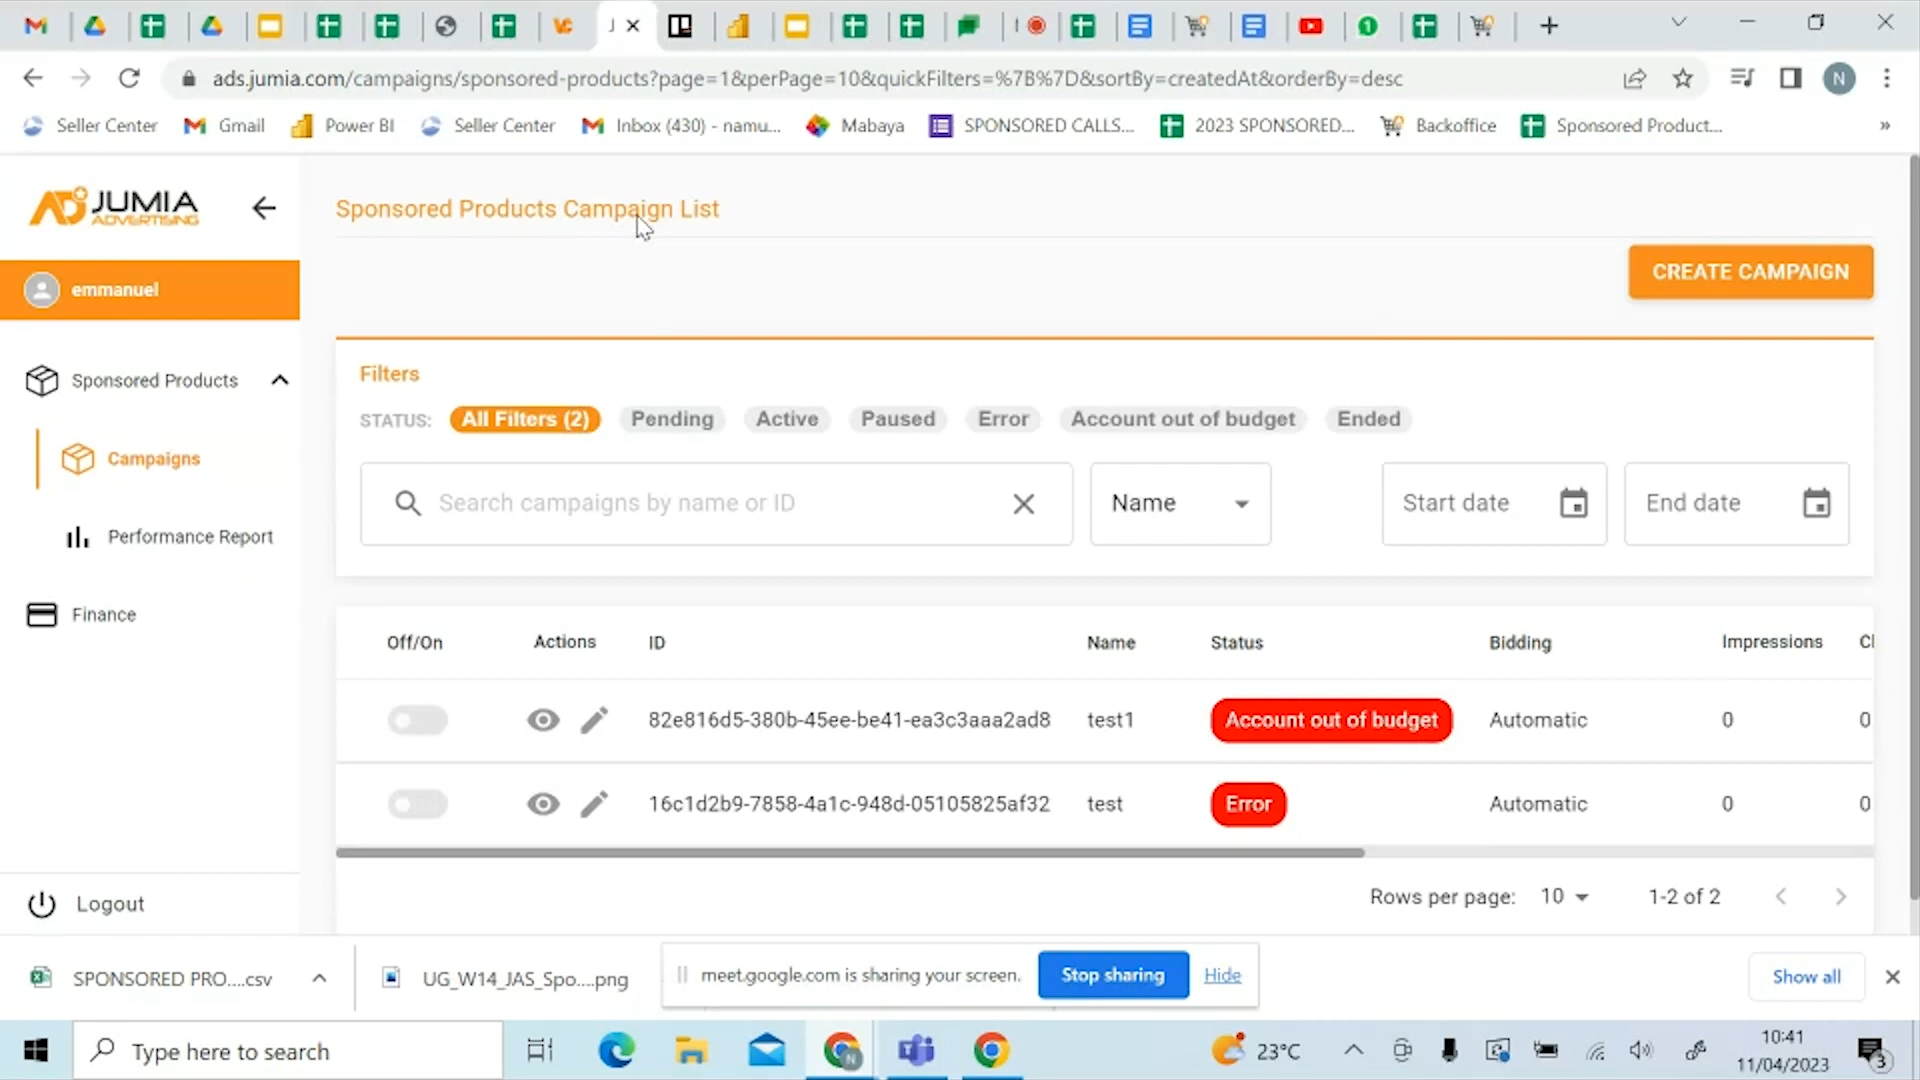 J
1
ads.jumia.com/campaigns/sponsored-products?page=1&perPage=10&quickFilters=%7B%7D&sortBy=createdAt&orderBy=desc
N
Seller Center
Gmail
Power BI
Seller Center
Inbox (430) - namu...
Mabaya
SPONSORED CALLS...
2023 SPONSORED...
Backoffice
Sponsored Product...
»
AD JUMIA
ADVERTISING
Sponsored Products Campaign List
CREATE CAMPAIGN
emmanuel
Sponsored Products
Campaigns
Performance Report
Finance
Logout
Filters
STATUS: All Filters (2) Pending Active Paused Error Account out of budget Ended
Search campaigns by name or ID
Name
Start date
End date
Off/On Actions ID Name Status Bidding Impressions Cl
82e816d5-380b-45ee-be41-ea3c3aaa2ad8 test1 Account out of budget Automatic 0 0
16c1d2b9-7858-4a1c-948d-05105825af32 test Error Automatic 0 0
Rows per page: 10 1-2 of 2
SPONSORED PRO....csv
UG_W14_JAS_Spo....png
meet.google.com is sharing your screen.
Stop sharing
Hide
Show all
Type here to search
N
23°C
10:41
11/04/2023
3